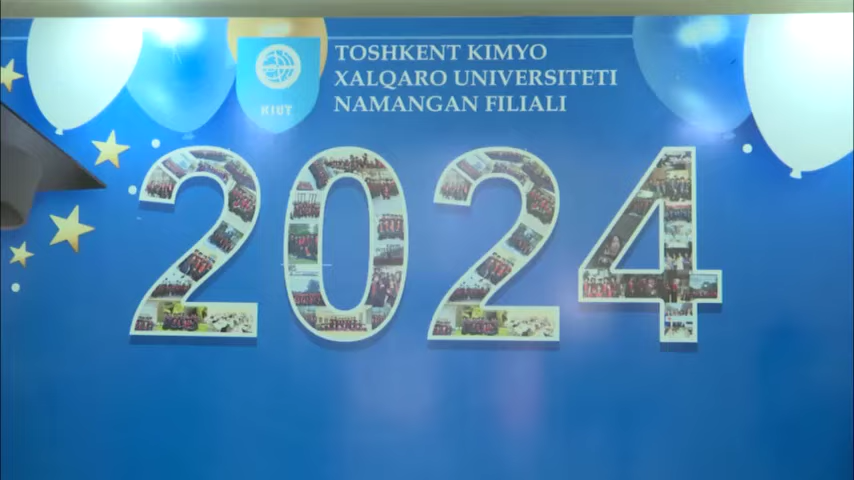 TOSHKENT KIMYO
XALQARO UNIVERSITETI
NAMANGAN FILIALI
KIUT
2024